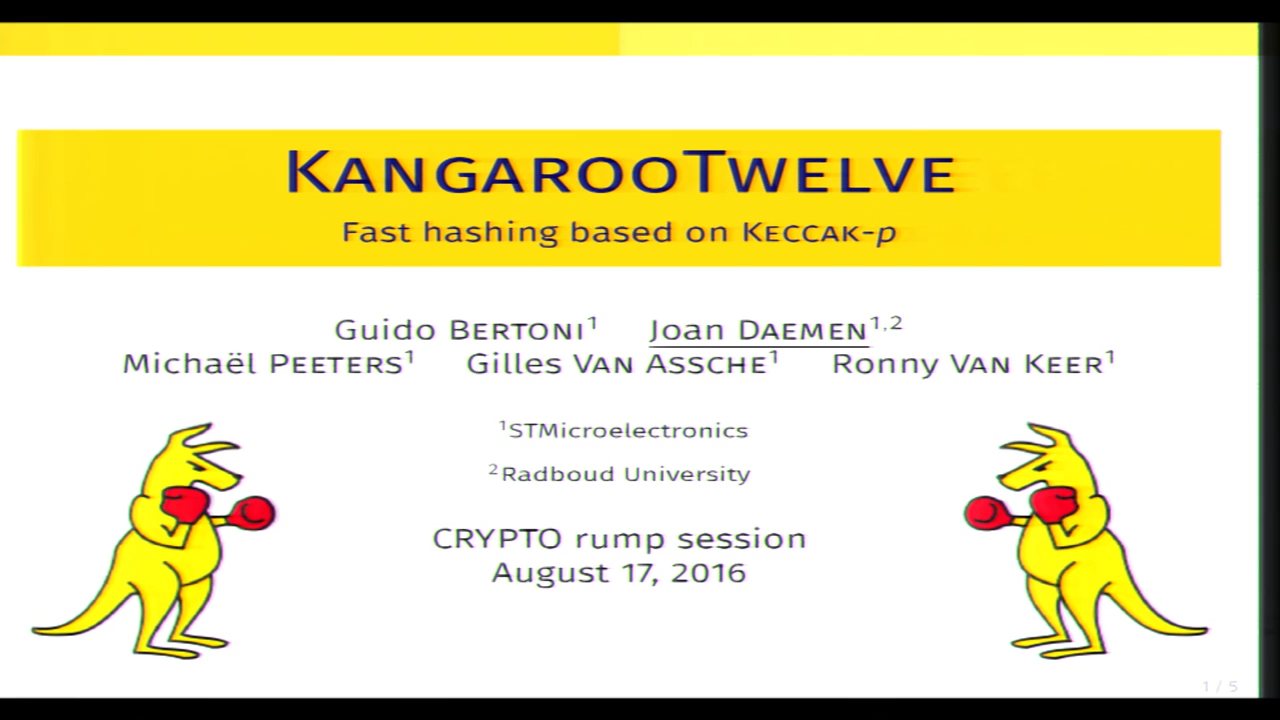 KANGAROOTWELVE
Fast hashing based on KECCAK-p
Guido BERTONI¹ Joan DAEMEN¹,²
Michaël PEETERS¹ Gilles VAN ASSCHE¹ Ronny VAN KEER¹
¹STMicroelectronics
²Radboud University
CRYPTO rump session
August 17, 2016
1 / 5